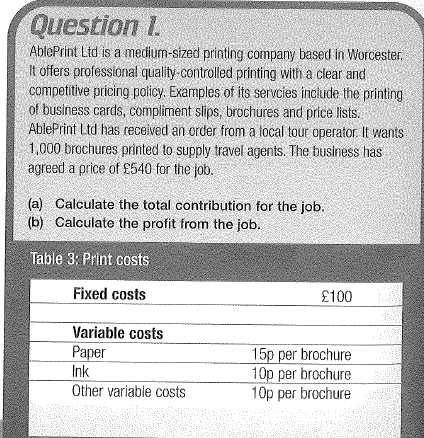 Question 1.
AblePrint Ltd is a medium-sized printing company based in Worcester.
It offers professional quality-controlled printing with a clear and
competitive pricing policy. Examples of its servcies include the printing
of business cards, compliment slips, brochures and price lists.
AblePrint Ltd has received an order from a local tour operator. It wants
1,000 brochures printed to supply travel agents. The business has
agreed a price of £540 for the job.
(a) Calculate the total contribution for the job.
(b) Calculate the profit from the job.
Table 3: Print costs
Fixed costs £100
Variable costs
Paper 15p per brochure
Ink 10p per brochure
Other variable costs 10p per brochure